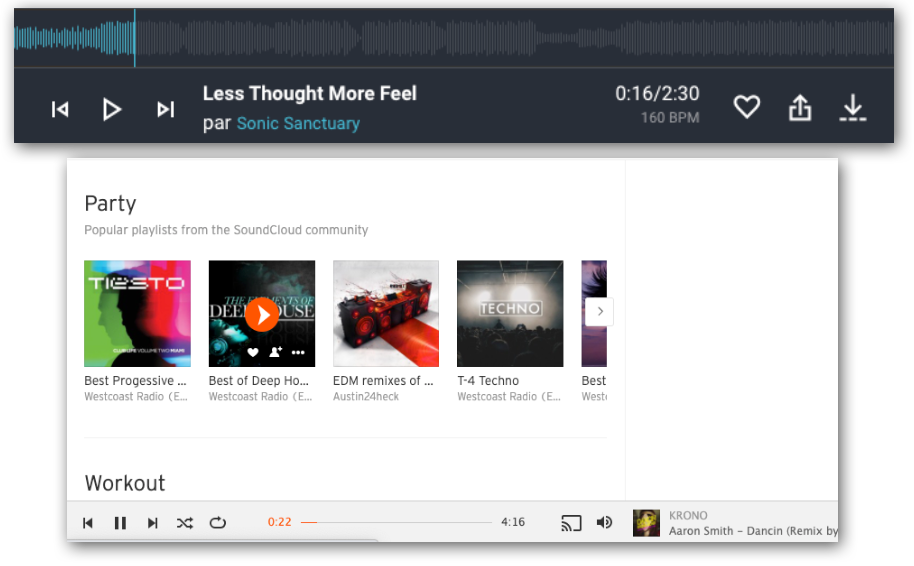 Less Thought More Feel
par Sonic Sanctuary
0:16/2:30
160 BPM
Party
Popular playlists from the SoundCloud community
TIËSTO
CLUBLIFE VOLUME TWO MIAMI
THE ELEMENTS OF
DEEP HOUSE
TECHNO
Best Progessive ...
Westcoast Radio (E...
Best of Deep Ho...
Westcoast Radio (E...
EDM remixes of ...
Austin24heck
T-4 Techno
Westcoast Radio (E...
Best
West
Workout
0:22
4:16
KRONO
Aaron Smith – Dancin (Remix by